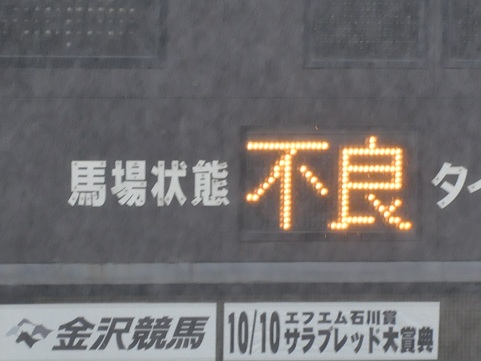 馬場状態 不良 タイ
金沢競馬
10/10 エフエム石川賞
サラブレッド大賞典